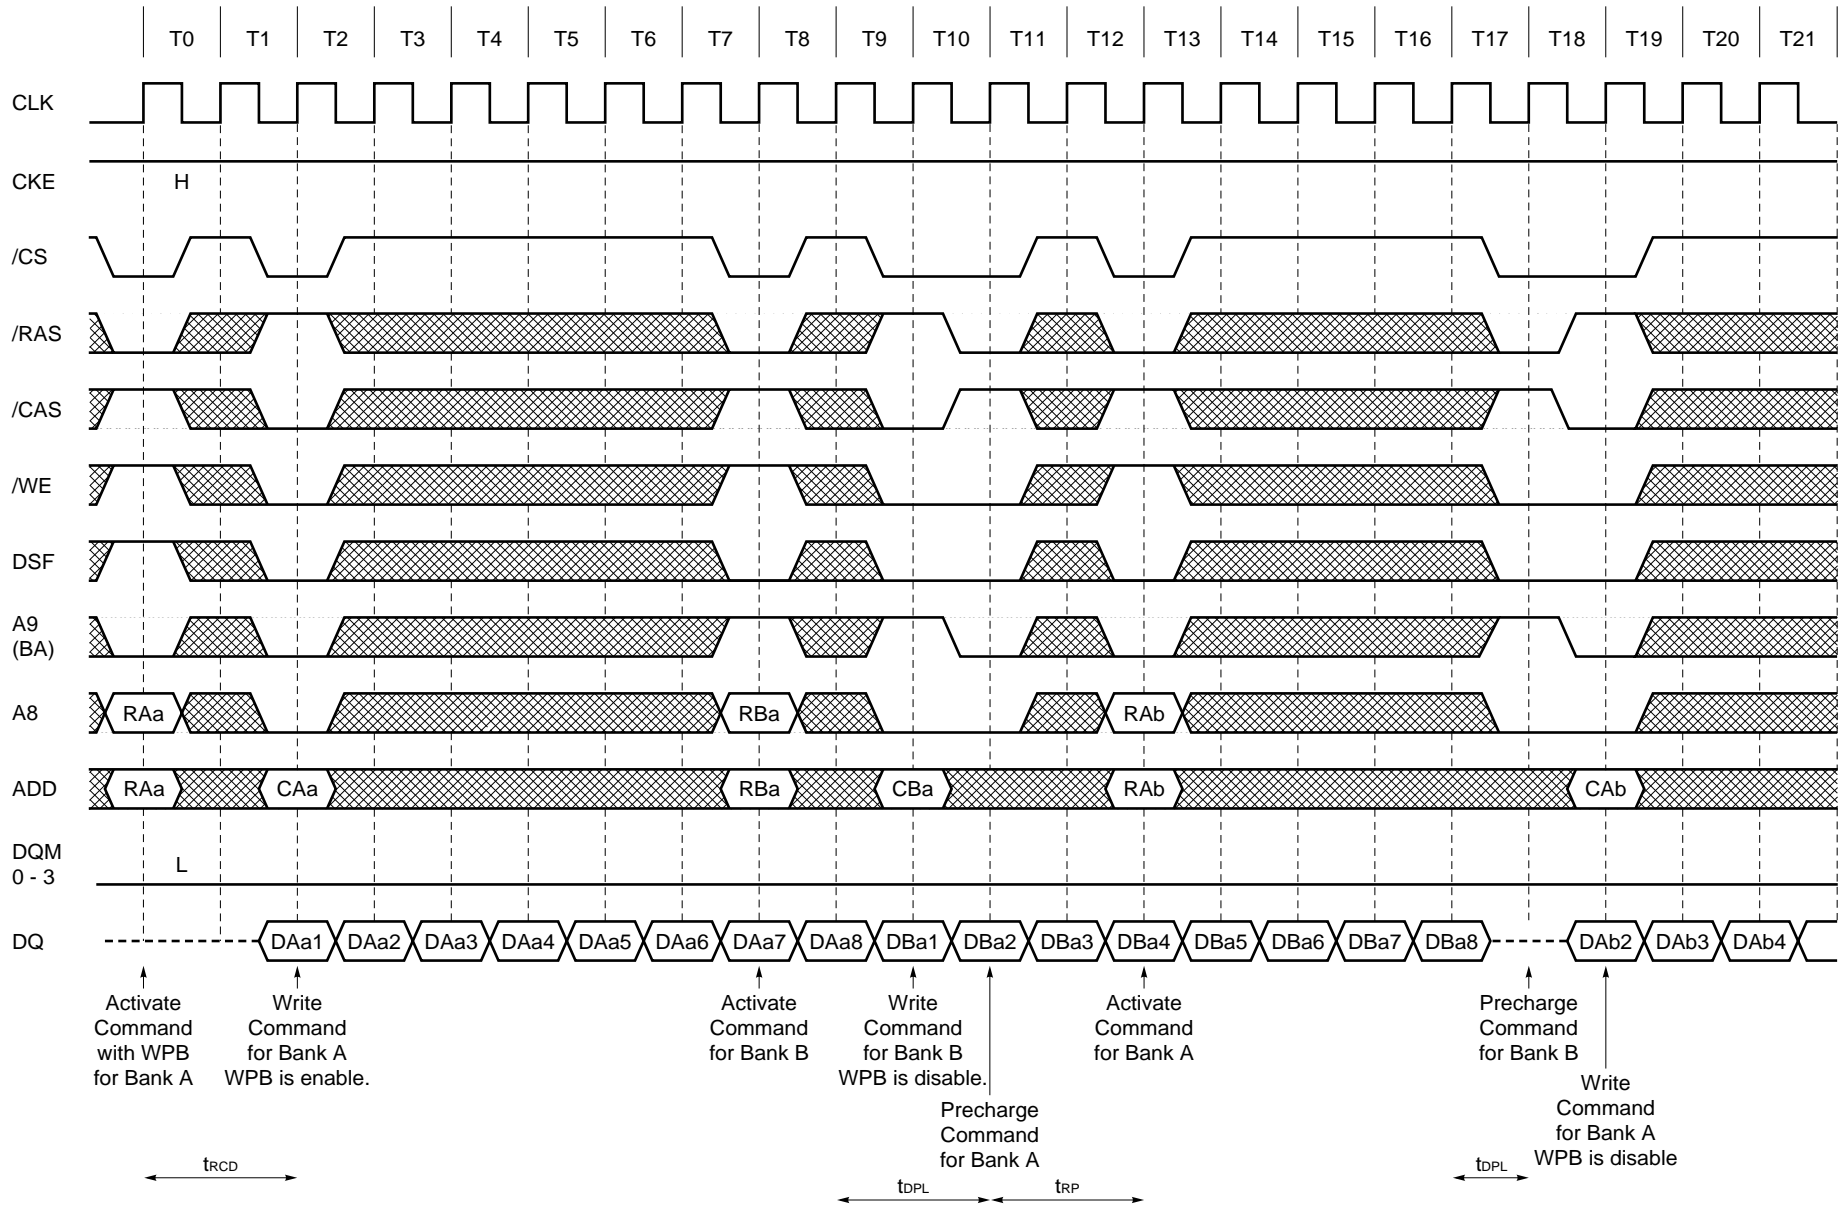 T0 T1 T2 T3 T4 T5 T6 T7 T8 T9 T10 T11 T12 T13 T14 T15 T16 T17 T18 T19 T20 T21
CLK
CKE
H
/CS
/RAS
/CAS
/WE
DSF
A9
(BA)
A8
RAa RBa RAb
ADD
RAa CAa RBa CBa RAb CAb
DQM
0 - 3
L
DQ
DAa1 DAa2 DAa3 DAa4 DAa5 DAa6 DAa7 DAa8 DBa1 DBa2 DBa3 DBa4 DBa5 DBa6 DBa7 DBa8 DAb2 DAb3 DAb4
Activate
Command
with WPB
for Bank A
Write
Command
for Bank A
WPB is enable.
Activate
Command
for Bank B
Write
Command
for Bank B
WPB is disable.
Precharge
Command
for Bank A
Activate
Command
for Bank A
Precharge
Command
for Bank B
Write
Command
for Bank A
WPB is disable
tRCD
tDPL
tRP
tDPL